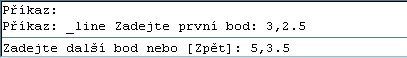 Příkaz:
Příkaz: _line Zadejte první bod: 3,2.5
Zadejte další bod nebo [Zpět]: 5,3.5